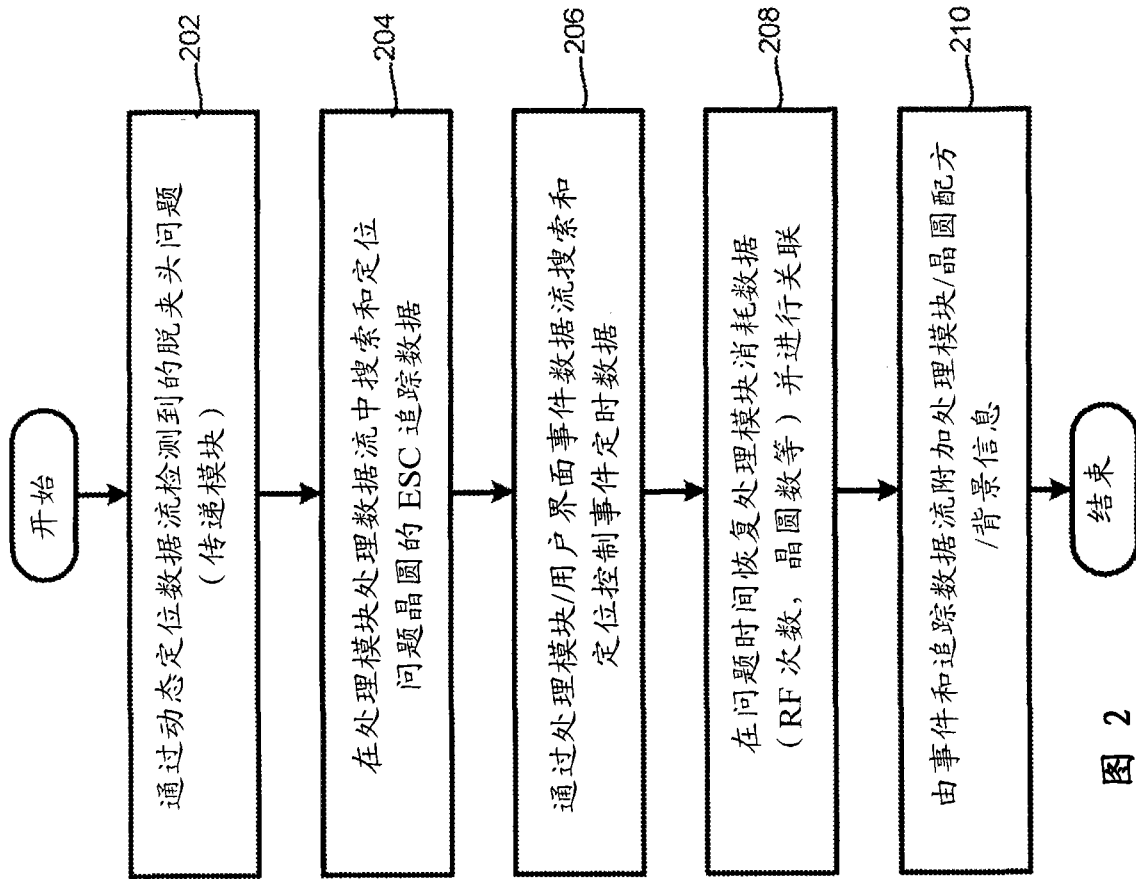 开始
通过动态定位数据流检测到的脱夹头问题
（传递模块）
202
在处理模块处理数据流中搜索和定位
问题晶圆的 ESC 追踪数据
204
通过处理模块/用户界面事件数据流搜索和
定位控制事件定时数据
206
在问题时间恢复处理模块消耗数据
（RF 次数，晶圆数等）并进行关联
208
由事件和追踪数据流附加处理模块/晶圆配方
/背景信息
210
结束
图 2